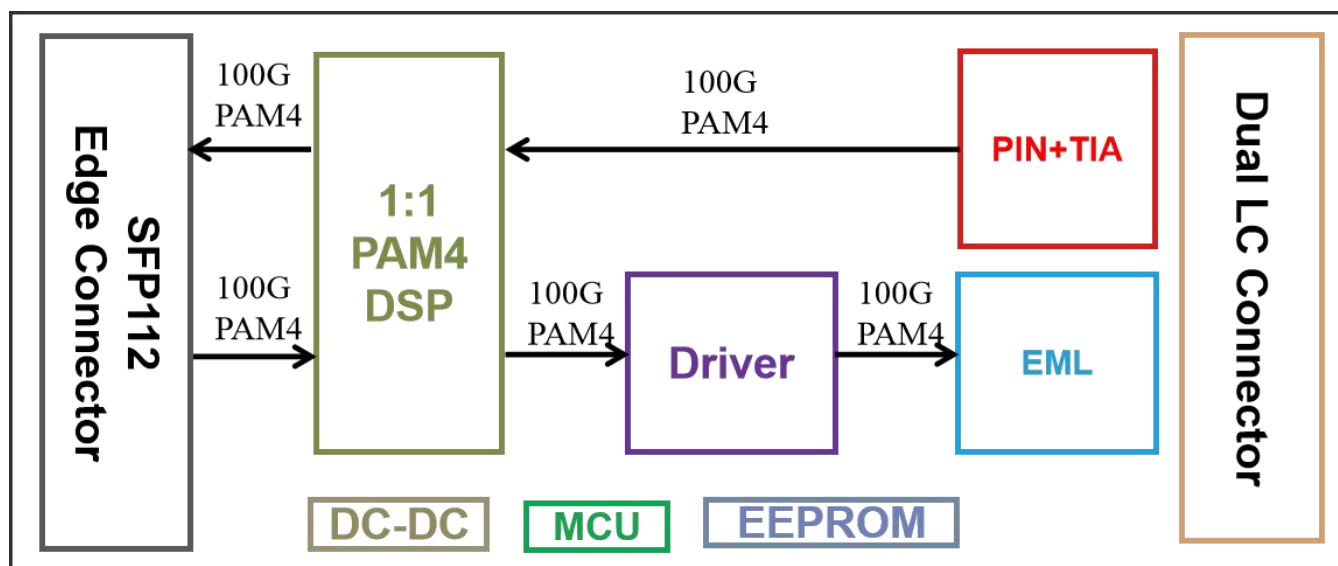 SFP112
Edge Connector
100G
PAM4
100G
PAM4
1:1
PAM4
DSP
100G
PAM4
PIN+TIA
100G
PAM4
Driver
100G
PAM4
EML
Dual LC Connector
DC-DC
MCU
EEPROM